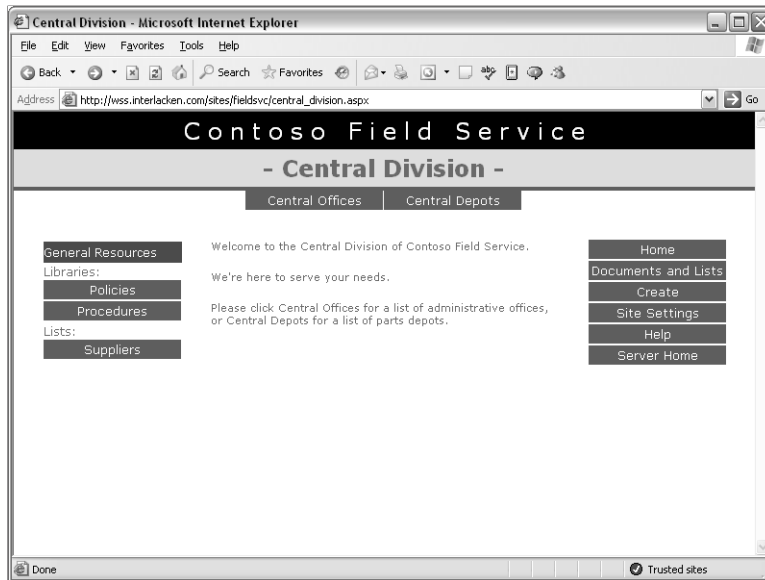 Central Division - Microsoft Internet Explorer
File Edit View Favorites Tools Help
Back Search Favorites
Address http://wss.interlacken.com/sites/fieldsvc/central_division.aspx Go
Contoso Field Service
- Central Division -
Central Offices Central Depots
General Resources
Libraries:
Policies
Procedures
Lists:
Suppliers
Welcome to the Central Division of Contoso Field Service.
We're here to serve your needs.
Please click Central Offices for a list of administrative offices,
or Central Depots for a list of parts depots.
Home
Documents and Lists
Create
Site Settings
Help
Server Home
Done Trusted sites